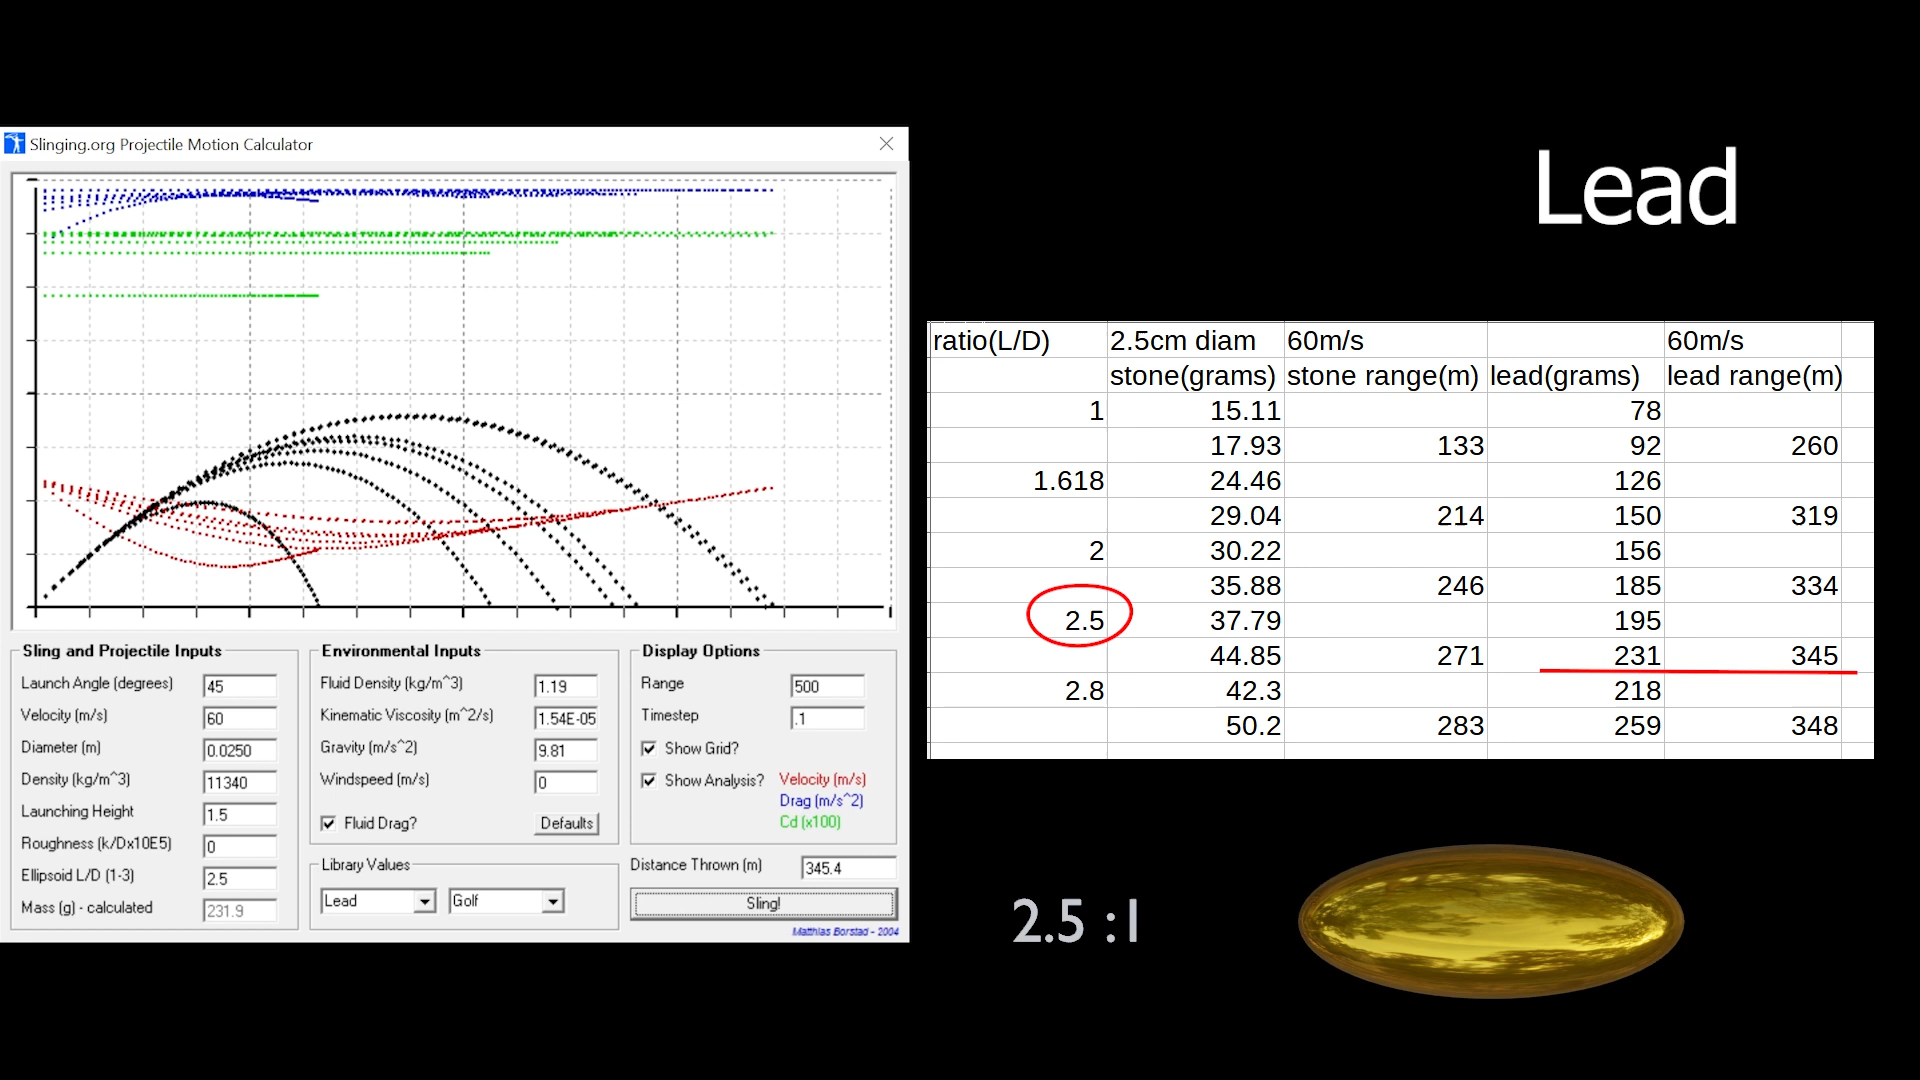 Slinging.org Projectile Motion Calculator
Lead
ratio(L/D) 2.5cm diam 60m/s 60m/s
stone(grams) stone range(m) lead(grams) lead range(m)
1 15.11 78
17.93 133 92 260
1.618 24.46 126
29.04 214 150 319
2 30.22 156
35.88 246 185 334
2.5 37.79 195
44.85 271 231 345
2.8 42.3 218
50.2 283 259 348
Sling and Projectile Inputs
Launch Angle (degrees) 45
Velocity (m/s) 60
Diameter (m) 0.0250
Density (kg/m^3) 11340
Launching Height 1.5
Roughness (k/Dx10E5) 0
Ellipsoid L/D (1-3) 2.5
Mass (g) - calculated 231.9
Environmental Inputs
Fluid Density (kg/m^3) 1.19
Kinematic Viscosity (m^2/s) 1.54E-05
Gravity (m/s^2) 9.81
Windspeed (m/s) 0
Fluid Drag? Defaults
Library Values
Lead Golf
Display Options
Range 500
Timestep .1
Show Grid?
Show Analysis? Velocity (m/s)
Drag (m/s^2)
Cd (x100)
Distance Thrown (m) 345.4
Sling!
Matthias Borstad - 2004
2.5 :1